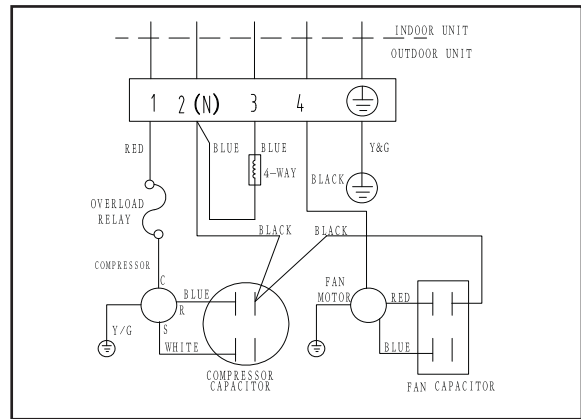 INDOOR UNIT
OUTDOOR UNIT
1 2 (N) 3 4
RED BLUE BLUE Y&G
4-WAY
BLACK
OVERLOAD
RELAY
BLACK BLACK
COMPRESSOR
C
R
S
BLUE
FAN
MOTOR
RED
Y/G
WHITE
BLUE
COMPRESSOR
CAPACITOR
FAN CAPACITOR